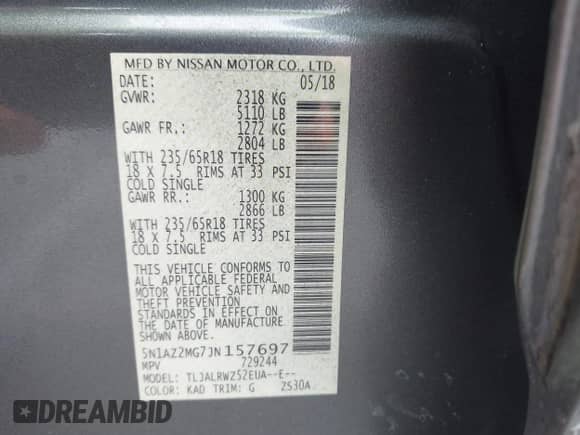 MFD BY NISSAN MOTOR CO., LTD.
DATE: 05/18
GVWR: 2318 KG
5110 LB
GAWR FR.: 1272 KG
2804 LB
WITH 235/65R18 TIRES
18 X 7.5 RIMS AT 33 PSI
COLD SINGLE
GAWR RR.: 1300 KG
2866 LB
WITH 235/65R18 TIRES
18 X 7.5 RIMS AT 33 PSI
COLD SINGLE
THIS VEHICLE CONFORMS TO
ALL APPLICABLE FEDERAL
MOTOR VEHICLE SAFETY AND
THEFT PREVENTION
STANDARDS IN EFFECT ON
THE DATE OF MANUFACTURE
SHOWN ABOVE.
5N1AZ2MG7JN157697
MPV 729244
MODEL: TLJALRWZ52EUA--E--
COLOR: KAD TRIM: G ZS30A
EPICVIN
EPICVIN.COM